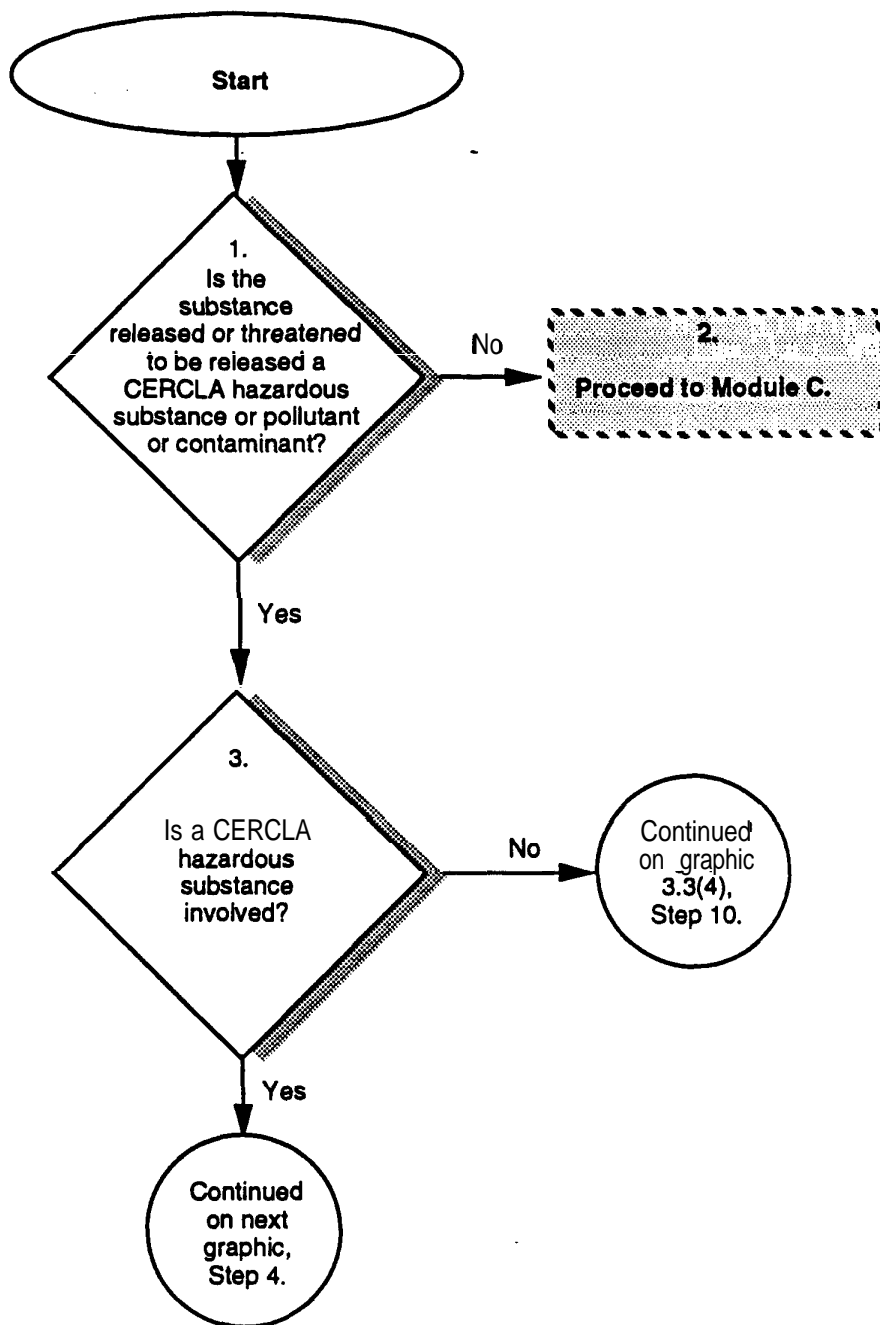 Start
1.
Is the
substance
released or threatened
to be released a
CERCLA hazardous
substance or pollutant
or contaminant?
No
2.
Proceed to Module C.
Yes
3.
Is a CERCLA
hazardous
substance
involved?
No
Continued
on graphic
3.3(4),
Step 10.
Yes
Continued
on next
graphic,
Step 4.